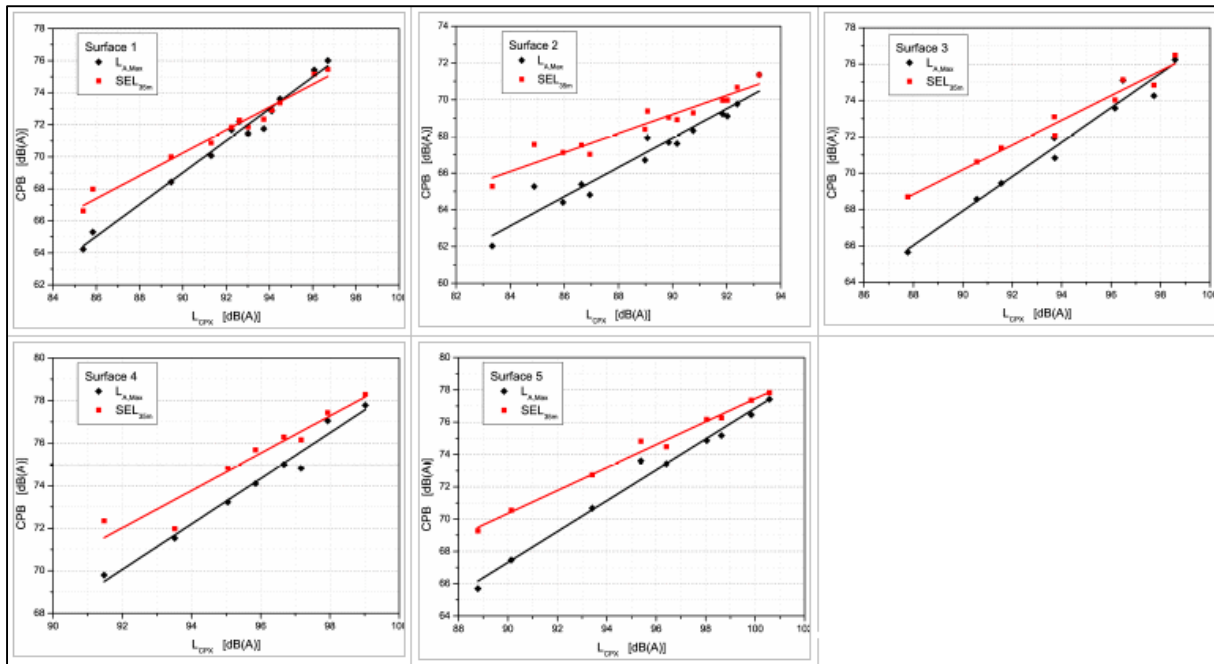 78
76
74
72
70
68
66
64
62
CPB [dB(A)]
Surface 1
L_A,Max
SEL_35m
84 86 88 90 92 94 96 98 100
L_CPX [dB(A)]
74
72
70
68
66
64
62
60
CPB [dB(A)]
Surface 2
L_A,Max
SEL_35m
82 84 86 88 90 92 94
L_CPX [dB(A)]
78
76
74
72
70
68
66
64
CPB [dB(A)]
Surface 3
L_A,Max
SEL_35m
86 88 90 92 94 96 98 100
L_CPX [dB(A)]
80
78
76
74
72
70
68
CPB [dB(A)]
Surface 4
L_A,Max
SEL_35m
90 92 94 96 98 100
L_CPX [dB(A)]
80
78
76
74
72
70
68
66
64
CPB [dB(A)]
Surface 5
L_A,Max
SEL_35m
88 90 92 94 96 98 100 102
L_CPX [dB(A)]